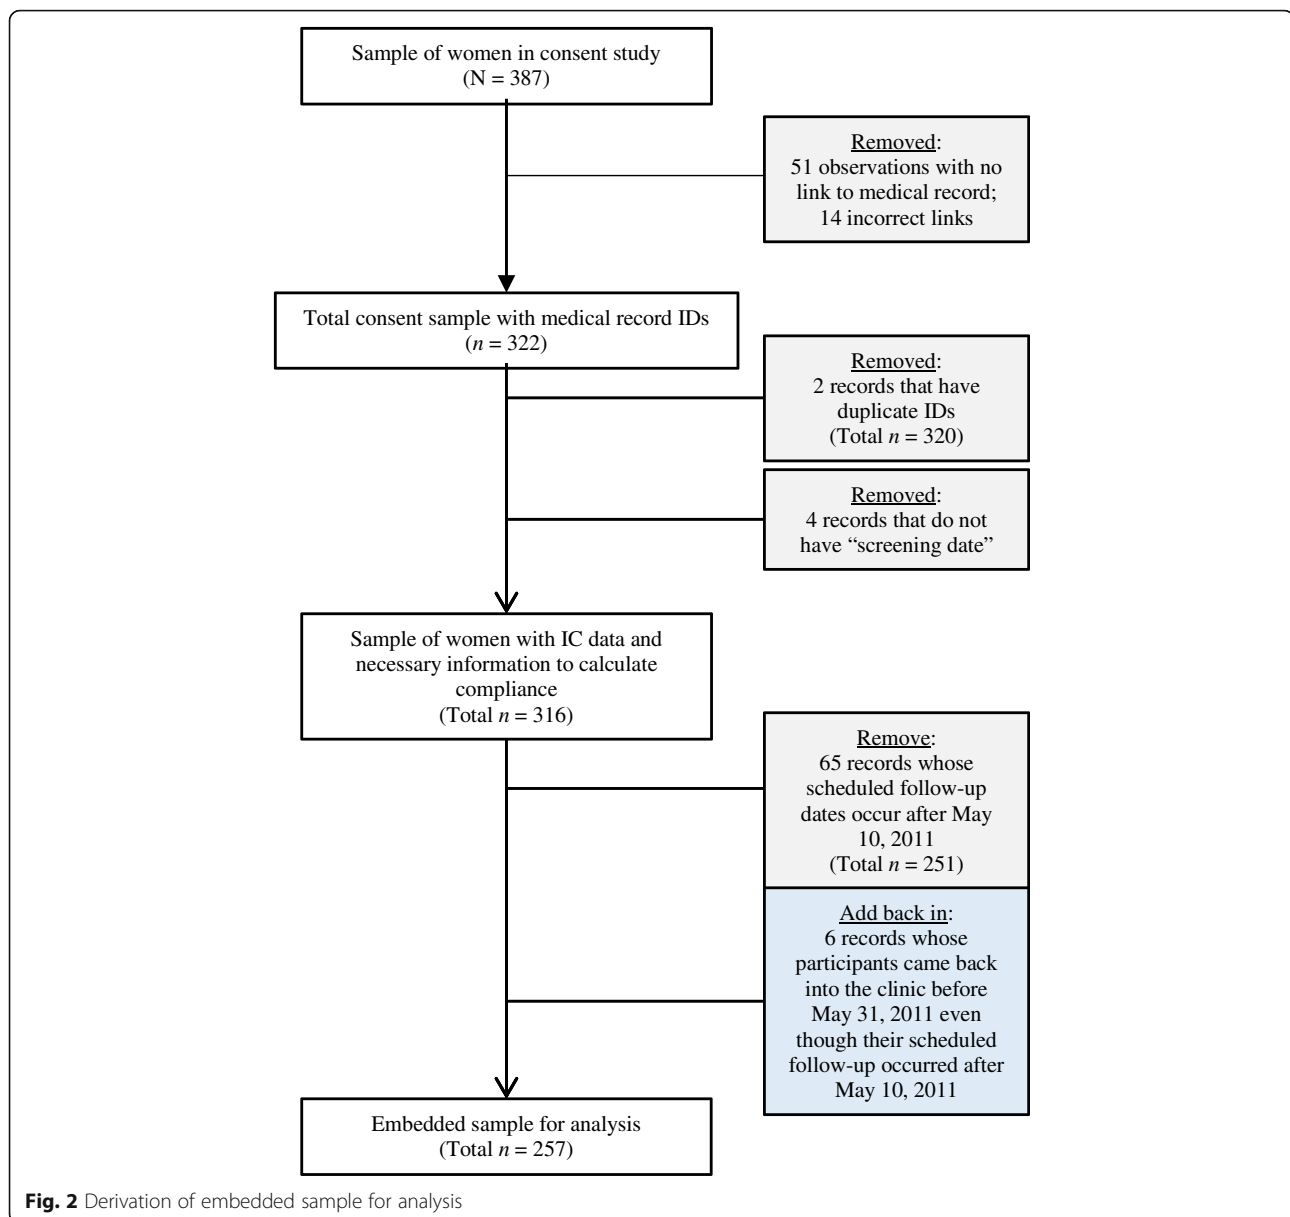 Sample of women in consent study
(N = 387)
Removed:
51 observations with no
link to medical record;
14 incorrect links
Total consent sample with medical record IDs
(n = 322)
Removed:
2 records that have
duplicate IDs
(Total n = 320)
Removed:
4 records that do not
have “screening date”
Sample of women with IC data and
necessary information to calculate
compliance
(Total n = 316)
Remove:
65 records whose
scheduled follow-up
dates occur after May
10, 2011
(Total n = 251)
Add back in:
6 records whose
participants came back
into the clinic before
May 31, 2011 even
though their scheduled
follow-up occurred after
May 10, 2011
Embedded sample for analysis
(Total n = 257)
Fig. 2 Derivation of embedded sample for analysis